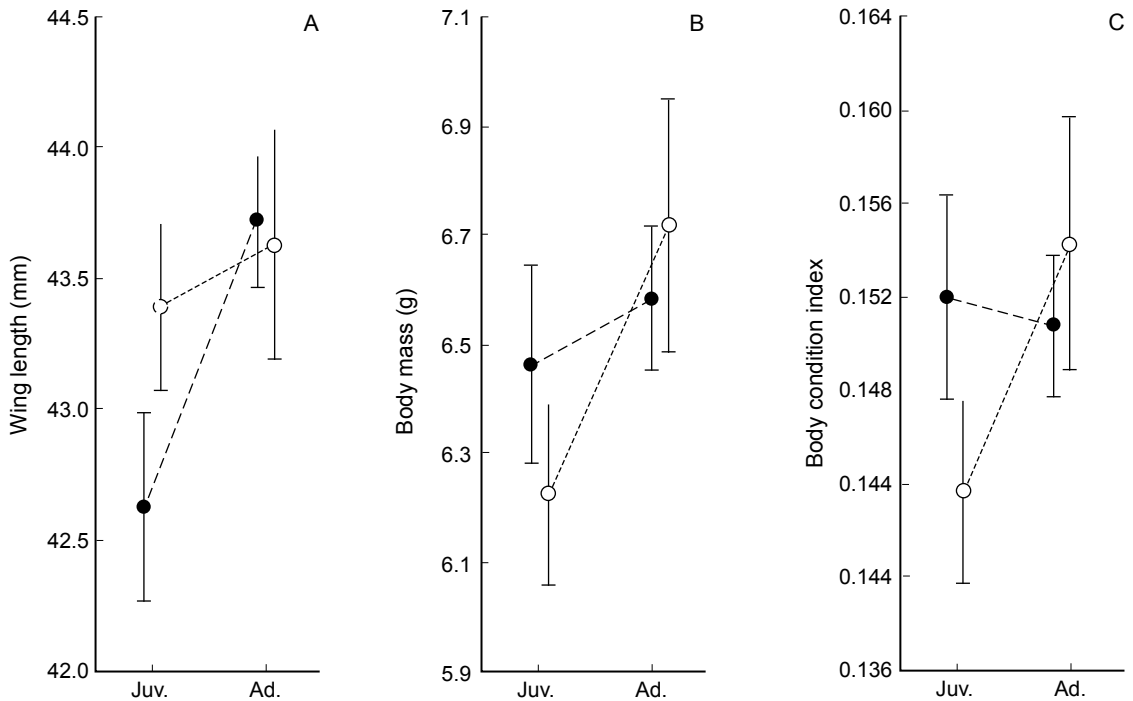 A
Wing length (mm)
44.5
44.0
43.5
43.0
42.5
42.0
Juv. Ad.
B
Body mass (g)
7.1
6.9
6.7
6.5
6.3
6.1
5.9
Juv. Ad.
C
Body condition index
0.164
0.160
0.156
0.152
0.148
0.144
0.144
0.136
Juv. Ad.